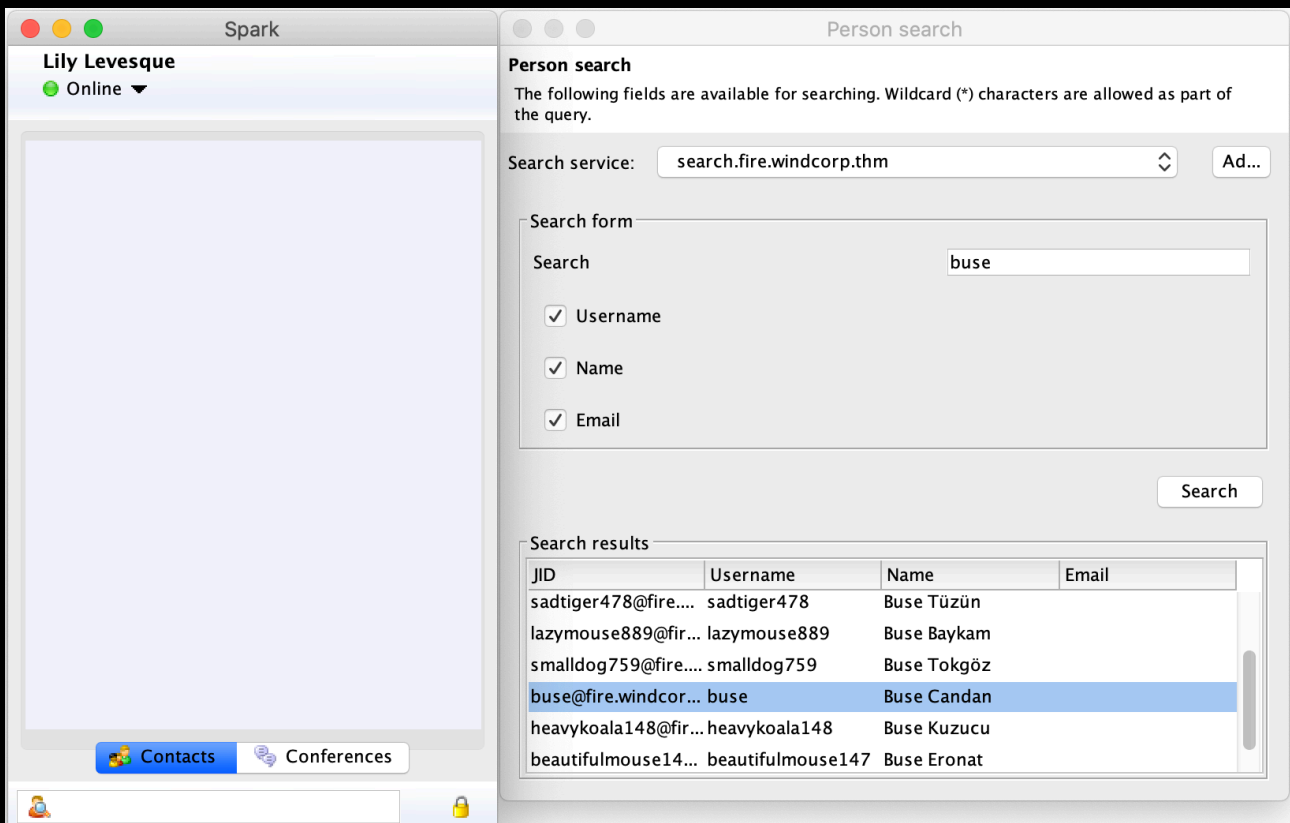 Spark
Lily Levesque
Online
Contacts
Conferences
Person search
Person search
The following fields are available for searching. Wildcard (*) characters are allowed as part of
the query.
Search service: search.fire.windcorp.thm Ad...
Search form
Search buse
Username
Name
Email
Search
Search results
JID Username Name Email
sadtiger478@fire.... sadtiger478 Buse Tüzün
lazymouse889@fir... lazymouse889 Buse Baykam
smalldog759@fire.... smalldog759 Buse Tokgöz
buse@fire.windcor... buse Buse Candan
heavykoala148@fir... heavykoala148 Buse Kuzucu
beautifulmouse14... beautifulmouse147 Buse Eronat